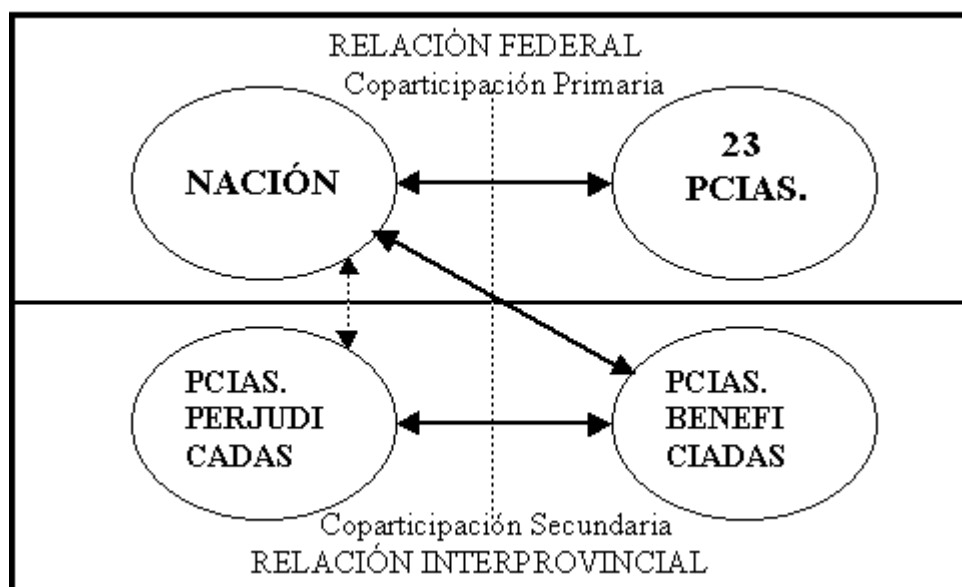 RELACIÓN FEDERAL
Coparticipación Primaria
NACIÓN
23
PCIAS.
PCIAS.
PERJUDI
CADAS
PCIAS.
BENEFI
CIADAS
Coparticipación Secundaria
RELACIÓN INTERPROVINCIAL